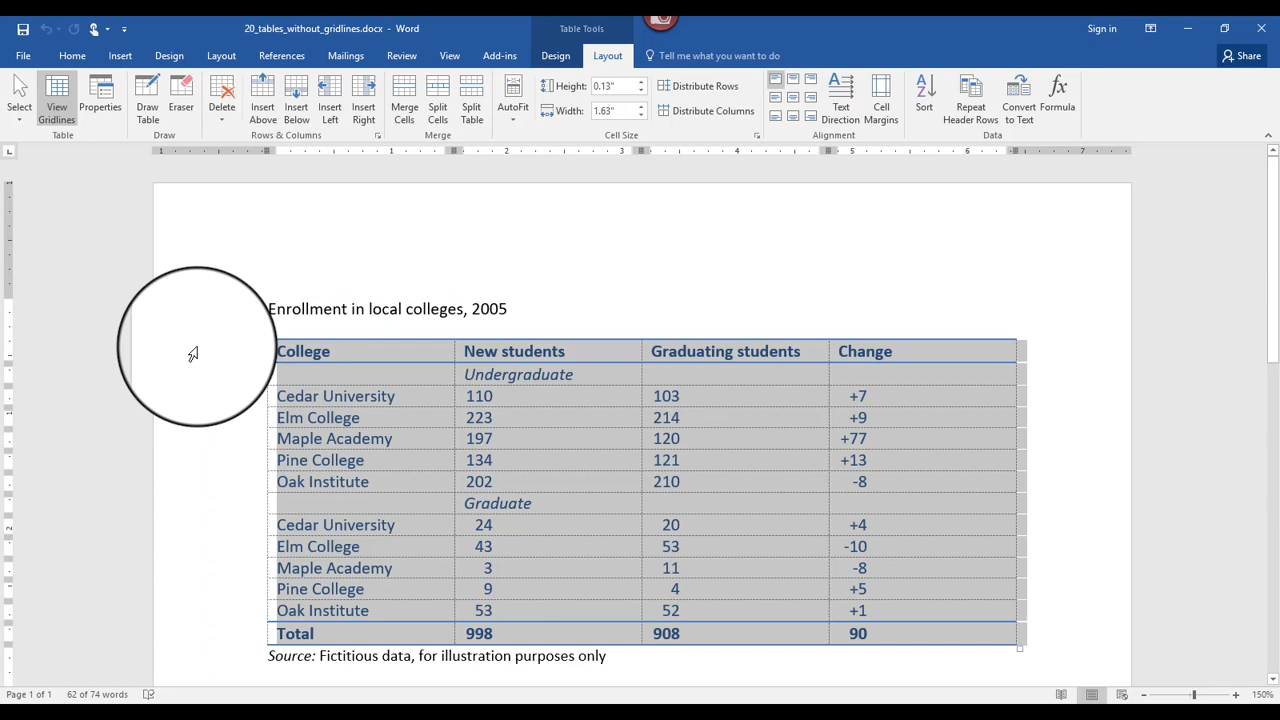 20_tables_without_gridlines.docx - Word
Table Tools
Sign in
File Home Insert Design Layout References Mailings Review View Add-ins Design Layout Tell me what you want to do Share
Select View Gridlines Properties Draw Table Eraser Delete Insert Above Insert Below Insert Left Insert Right Merge Cells Split Cells Split Table AutoFit Height: 0.13" Width: 1.63" Distribute Rows Distribute Columns Text Direction Cell Margins Sort Repeat Header Rows Convert to Text Formula
Table Draw Rows & Columns Merge Cell Size Alignment Data
1 1 2 3 4 5 6 7
Enrollment in local colleges, 2005
College New students Graduating students Change
Undergraduate
Cedar University 110 103 +7
Elm College 223 214 +9
Maple Academy 197 120 +77
Pine College 134 121 +13
Oak Institute 202 210 -8
Graduate
Cedar University 24 20 +4
Elm College 43 53 -10
Maple Academy 3 11 -8
Pine College 9 4 +5
Oak Institute 53 52 +1
Total 998 908 90
Source: Fictitious data, for illustration purposes only
Page 1 of 1 62 of 74 words 150%